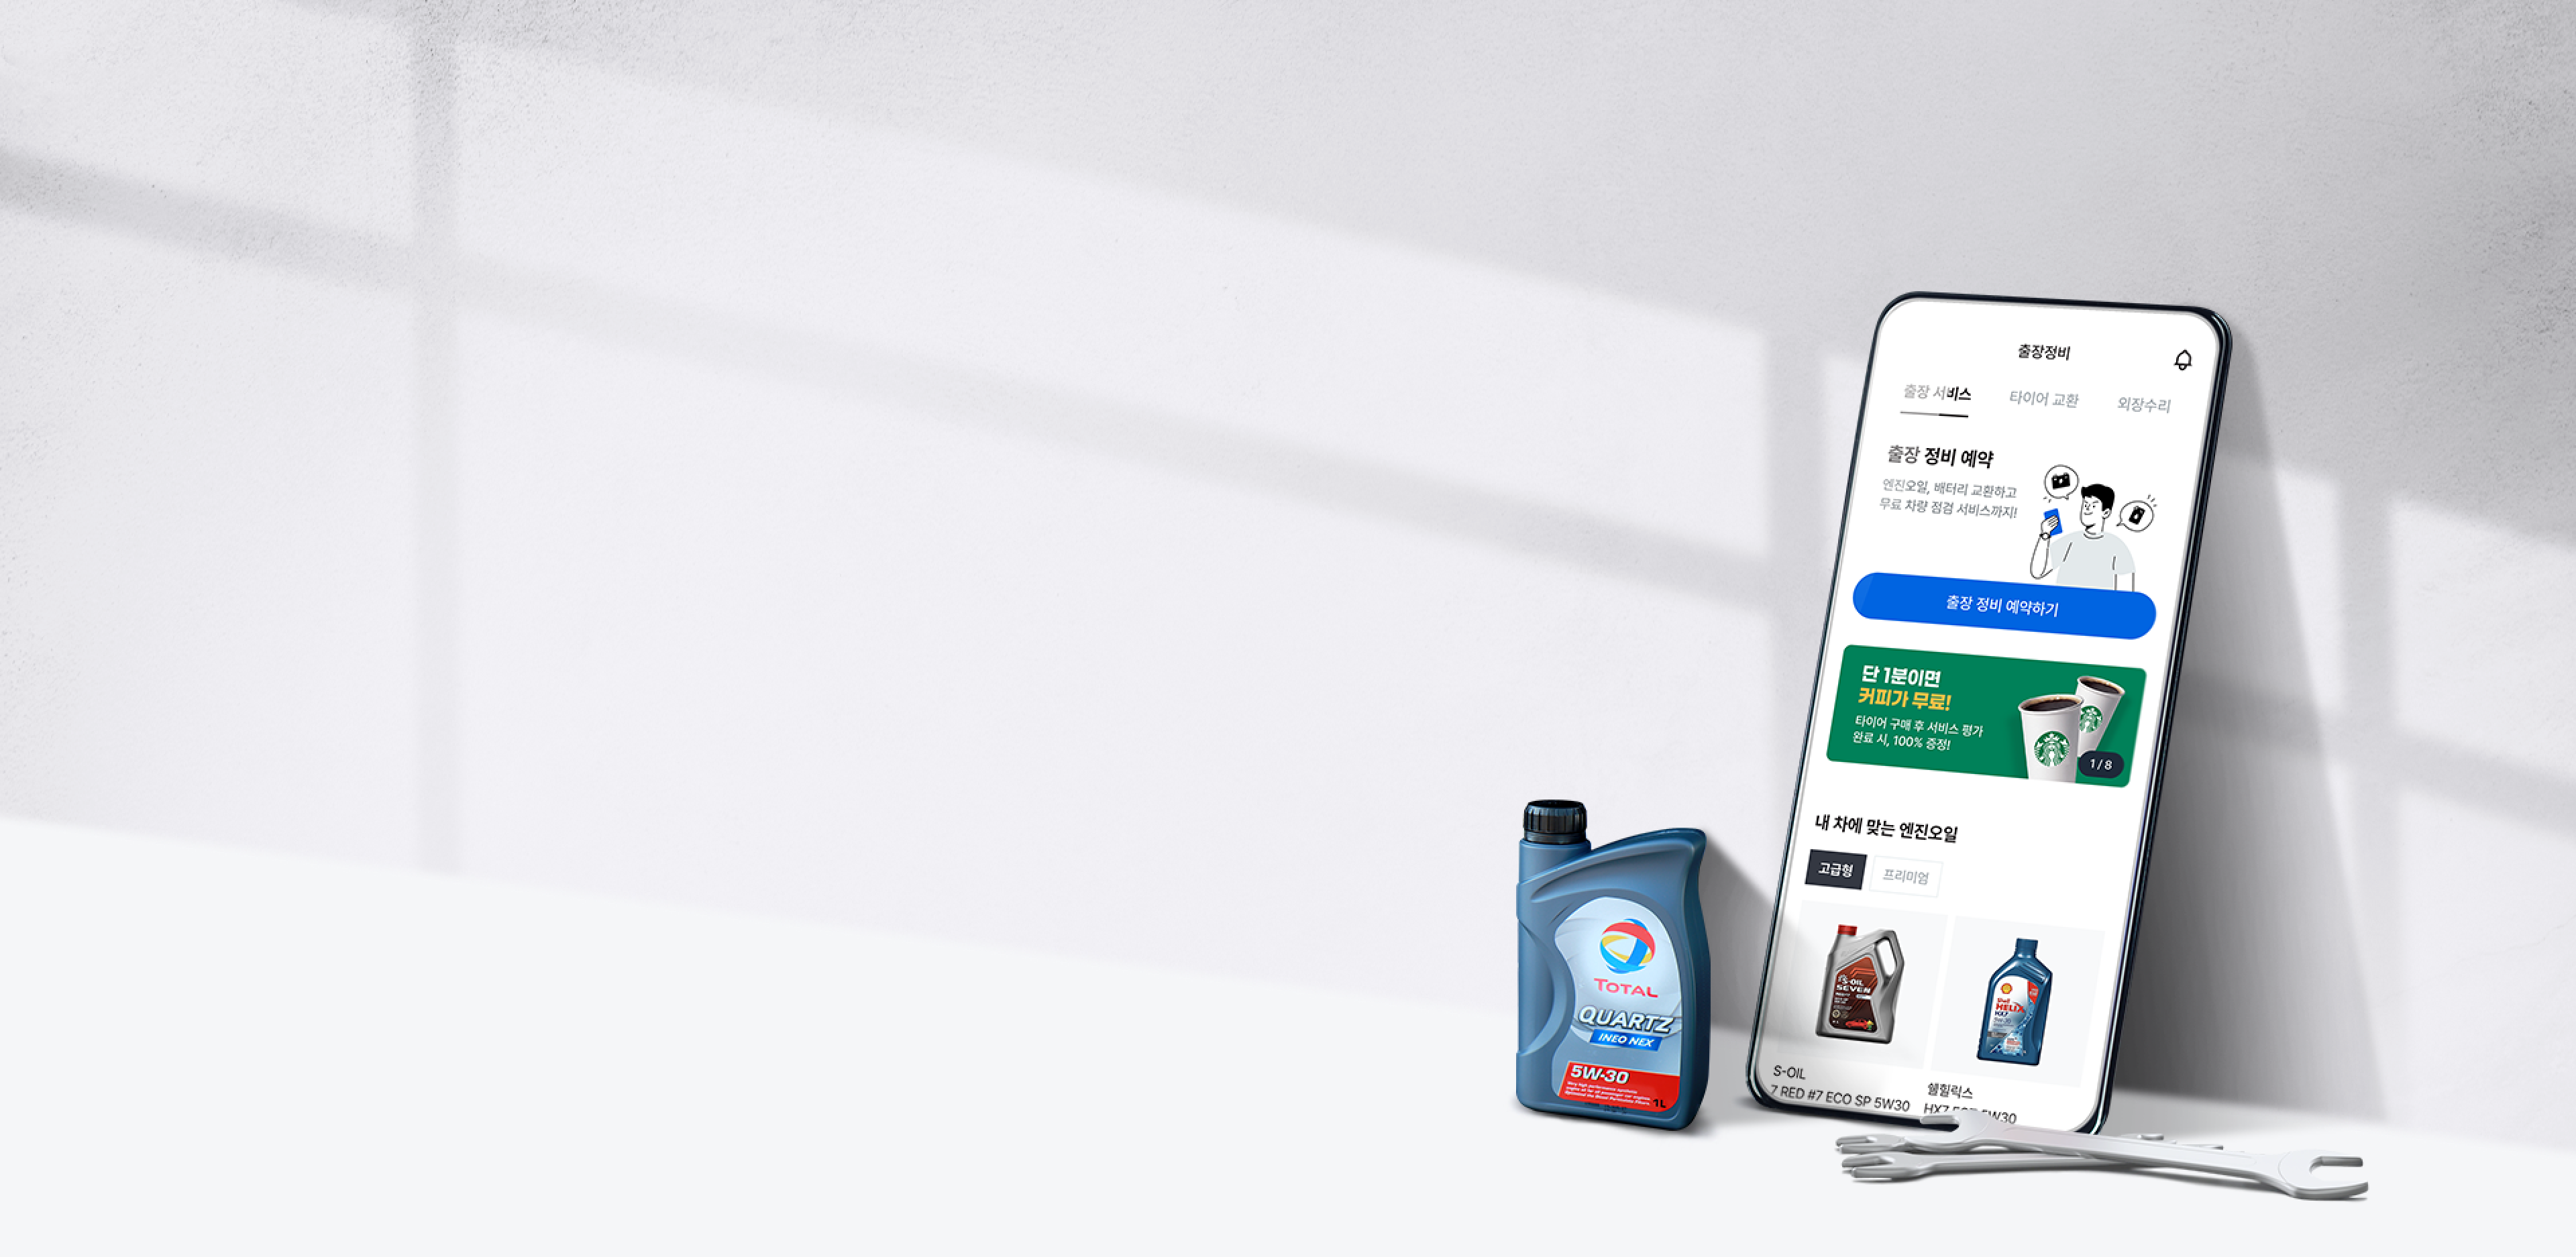 출장정비
출장 서비스
타이어 교환
외장수리
출장 정비 예약
엔진오일, 배터리 교환하고
무료 차량 점검 서비스까지!
출장 정비 예약하기
단 1분이면
커피가 무료!
타이어 구매 후 서비스 평가
완료 시, 100% 증정!
1 / 8
내 차에 맞는 엔진오일
고급형
프리미엄
S-OIL
SEVEN
Shell
HELIX
HX7
S-OIL
7 RED #7 ECO SP 5W30
쉘힐릭스
HX7 5W30
TOTAL
QUARTZ
INEO NEX
5W-30
1L